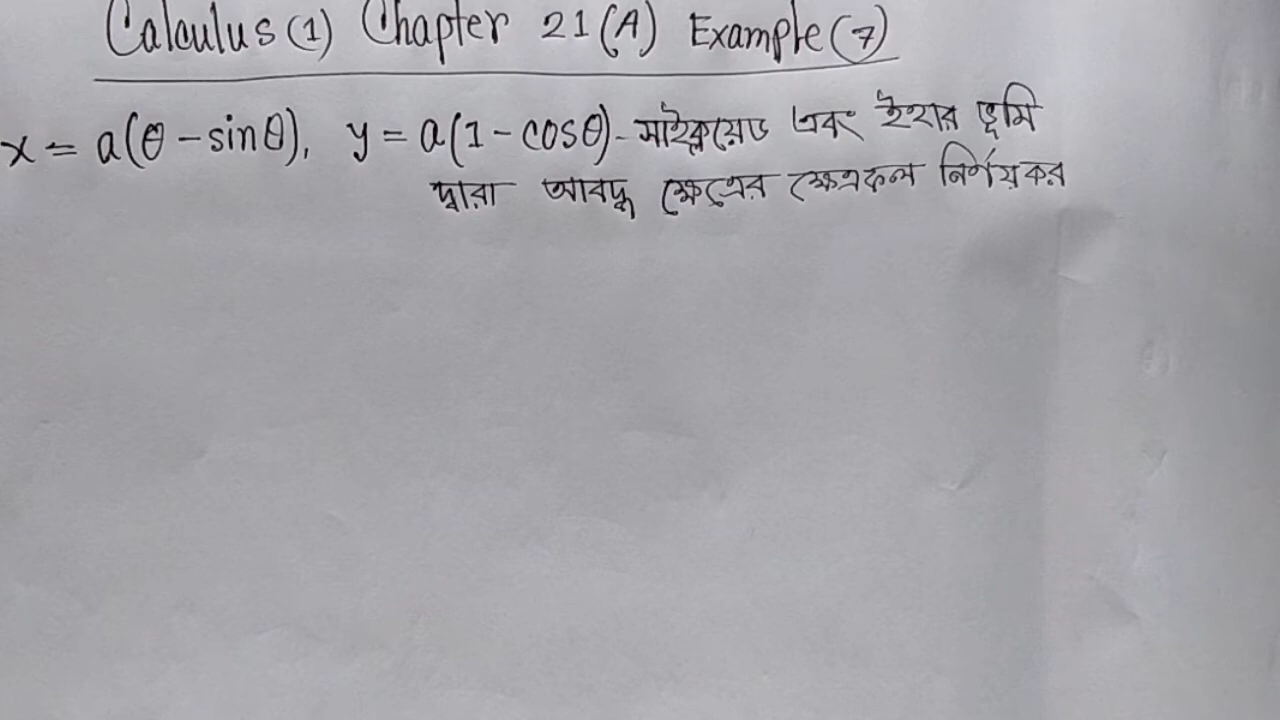 Calculus (1) Chapter 21(A) Example (7)
x = a(θ - sinθ), y = a(1 - cosθ) - সাইক্লয়েড এবং ইহার ভূমি
দ্বারা আবদ্ধ ক্ষেত্রের ক্ষেত্রফল নির্ণয় কর